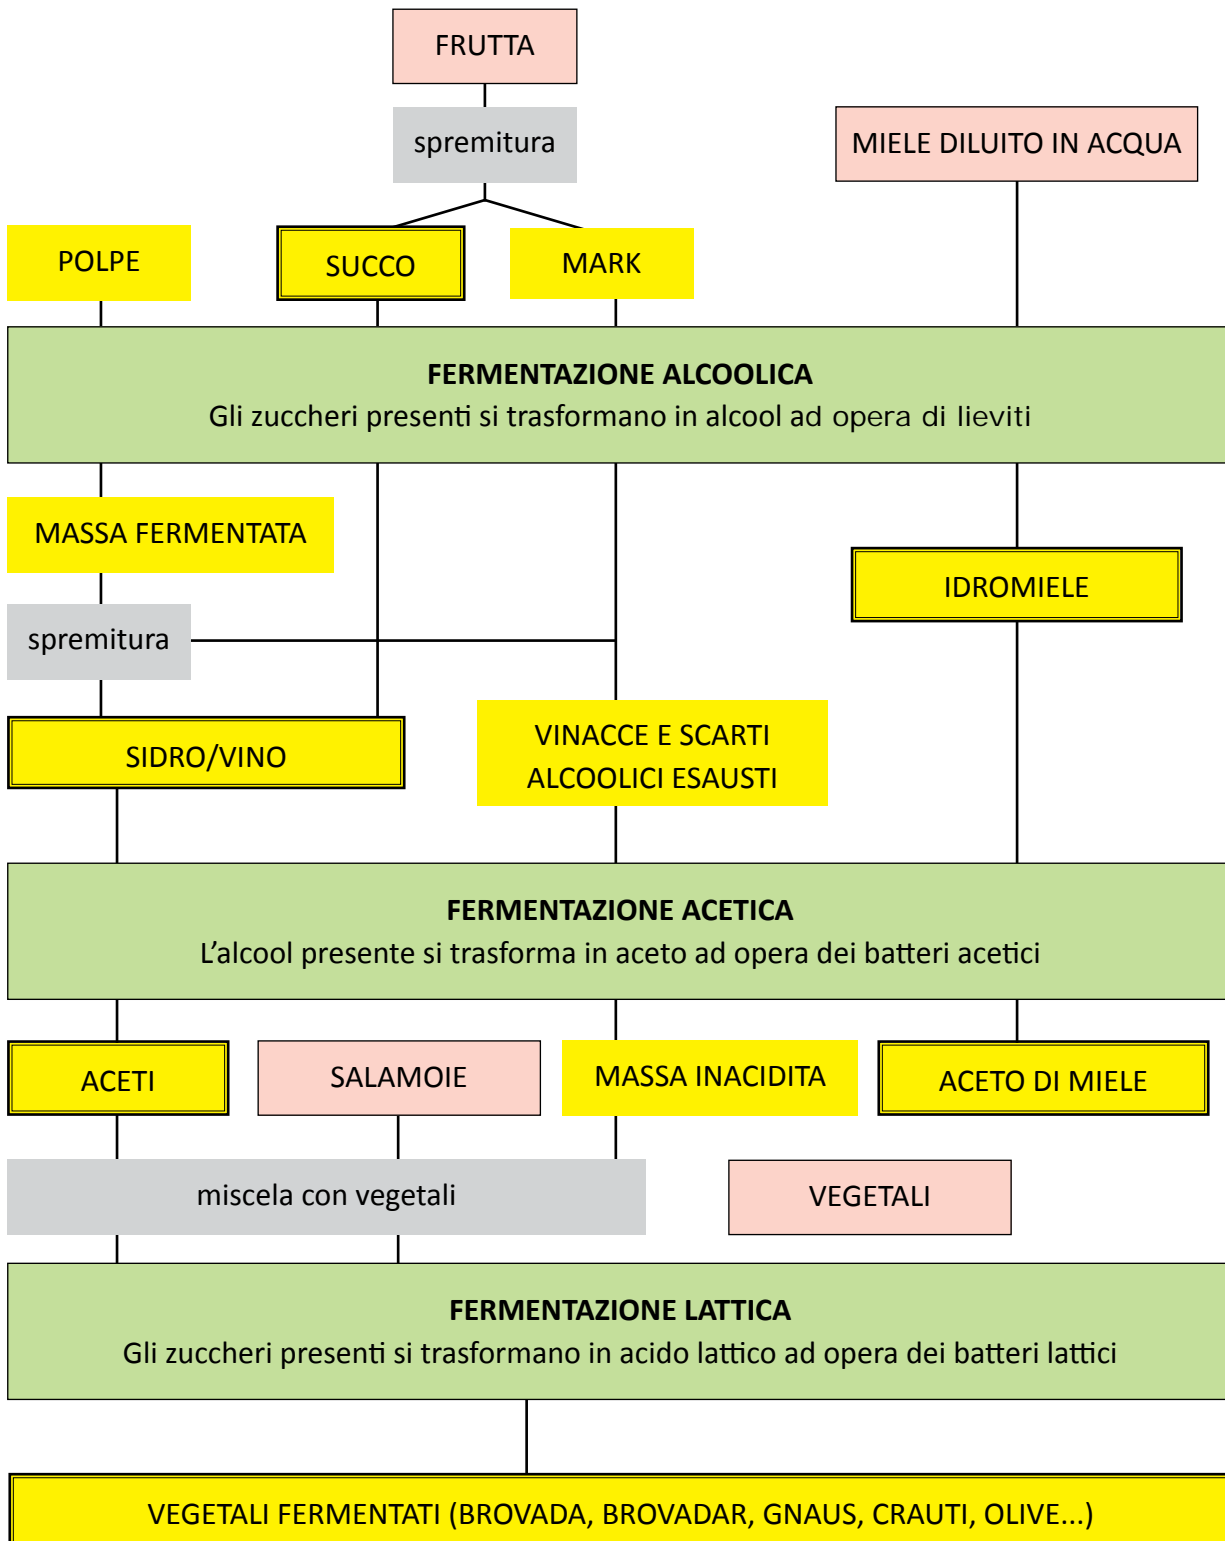 FRUTTA
spremitura
MIELE DILUITO IN ACQUA
POLPE
SUCCO
MARK
FERMENTAZIONE ALCOOLICA
Gli zuccheri presenti si trasformano in alcool ad opera di lieviti
MASSA FERMENTATA
IDROMIELE
spremitura
SIDRO/VINO
VINACCE E SCARTI
ALCOOLICI ESAUSTI
FERMENTAZIONE ACETICA
L’alcool presente si trasforma in aceto ad opera dei batteri acetici
ACETI
SALAMOIE
MASSA INACIDITA
ACETO DI MIELE
miscela con vegetali
VEGETALI
FERMENTAZIONE LATTICA
Gli zuccheri presenti si trasformano in acido lattico ad opera dei batteri lattici
VEGETALI FERMENTATI (BROVADA, BROVADAR, GNAUS, CRAUTI, OLIVE...)